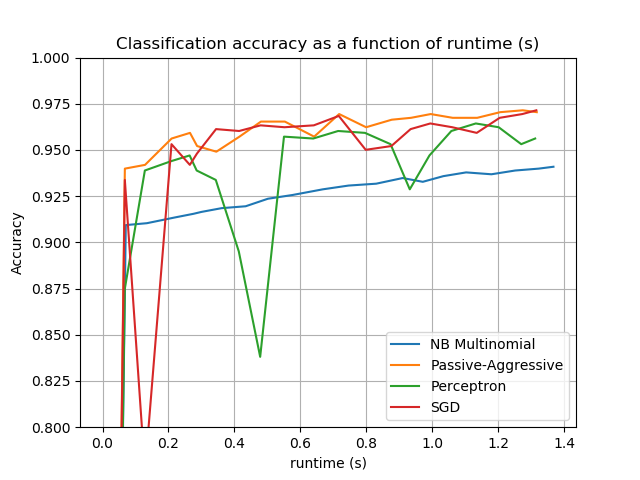 Classification accuracy as a function of runtime (s)
1.000
0.975
0.950
0.925
0.900
0.875
0.850
0.825
0.800
Accuracy
NB Multinomial
Passive-Aggressive
Perceptron
SGD
0.0 0.2 0.4 0.6 0.8 1.0 1.2 1.4
runtime (s)